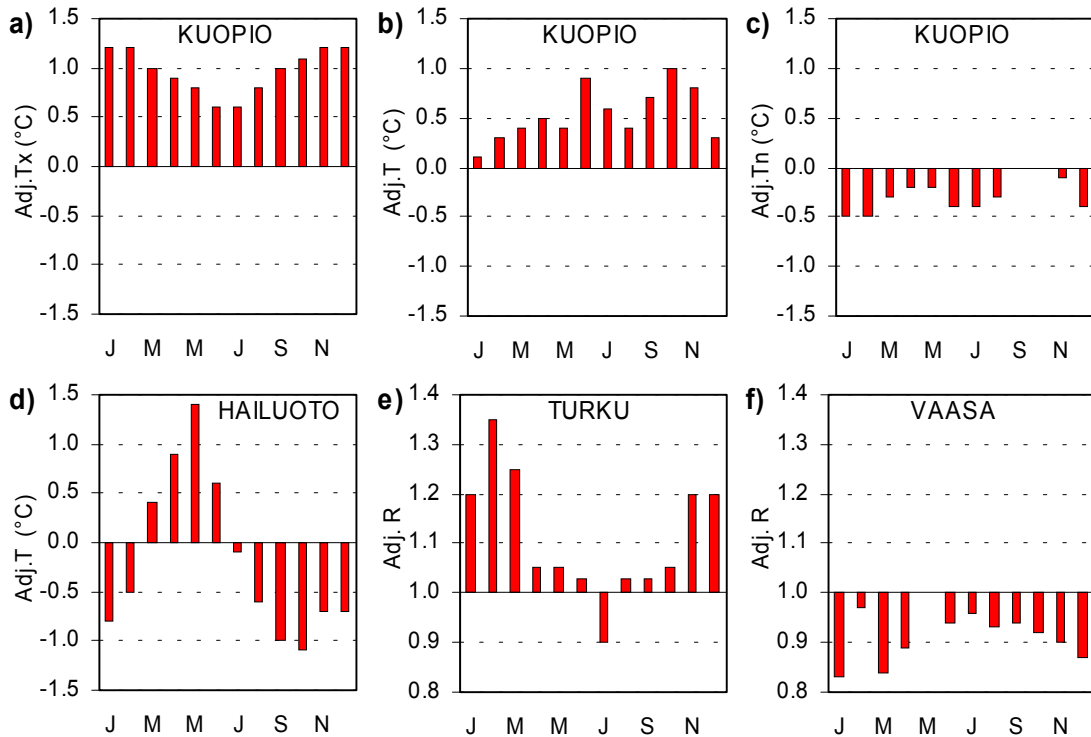 a)
KUOPIO
Adj.Tx (°C)
1.5
1.0
0.5
0.0
-0.5
-1.0
-1.5
J M M J S N
b)
KUOPIO
Adj.T (°C)
1.5
1.0
0.5
0.0
-0.5
-1.0
-1.5
J M M J S N
c)
KUOPIO
Adj.Tn (°C)
1.5
1.0
0.5
0.0
-0.5
-1.0
-1.5
J M M J S N
d)
HAILUOTO
Adj.T (°C)
1.5
1.0
0.5
0.0
-0.5
-1.0
-1.5
J M M J S N
e)
TURKU
Adj. R
1.4
1.3
1.2
1.1
1.0
0.9
0.8
J M M J S N
f)
VAASA
Adj. R
1.4
1.3
1.2
1.1
1.0
0.9
0.8
J M M J S N